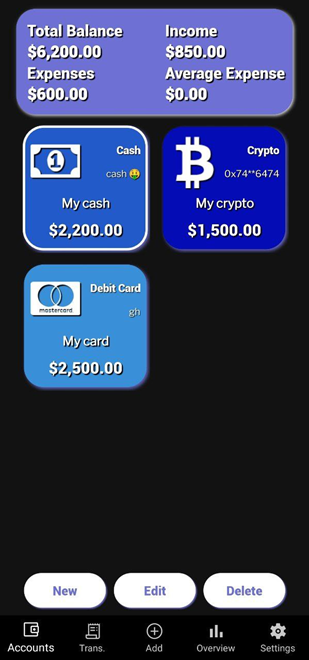 Total Balance
$6,200.00
Income
$850.00
Expenses
$600.00
Average Expense
$0.00
1
Cash
cash 🤑
My cash
$2,200.00
Crypto
0x74**6474
My crypto
$1,500.00
Debit Card
mastercard
gh
My card
$2,500.00
New
Edit
Delete
Accounts
Trans.
Add
Overview
Settings